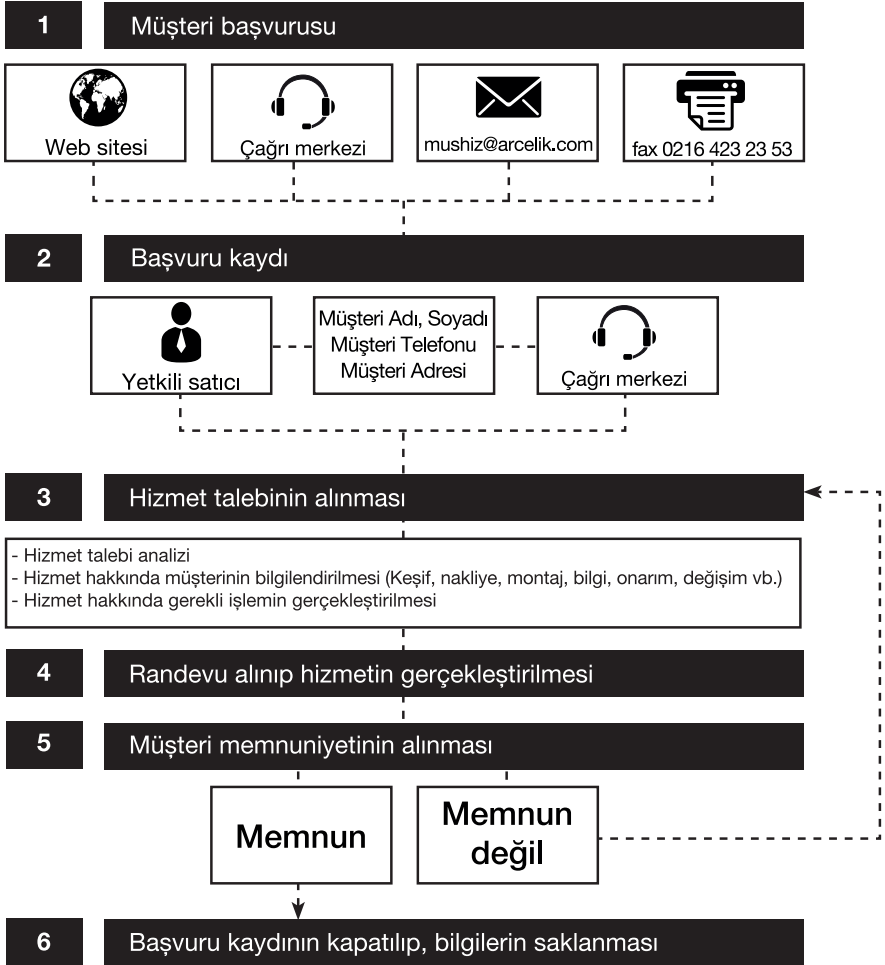 1 Müşteri başvurusu
Web sitesi
Çağrı merkezi
mushiz@arcelik.com
fax 0216 423 23 53
2 Başvuru kaydı
Yetkili satıcı
Müşteri Adı, Soyadı
Müşteri Telefonu
Müşteri Adresi
Çağrı merkezi
3 Hizmet talebinin alınması
- Hizmet talebi analizi
- Hizmet hakkında müşterinin bilgilendirilmesi (Keşif, nakliye, montaj, bilgi, onarım, değişim vb.)
- Hizmet hakkında gerekli işlemin gerçekleştirilmesi
4 Randevu alınıp hizmetin gerçekleştirilmesi
5 Müşteri memnuniyetinin alınması
Memnun
Memnun
değil
6 Başvuru kaydının kapatılıp, bilgilerin saklanması